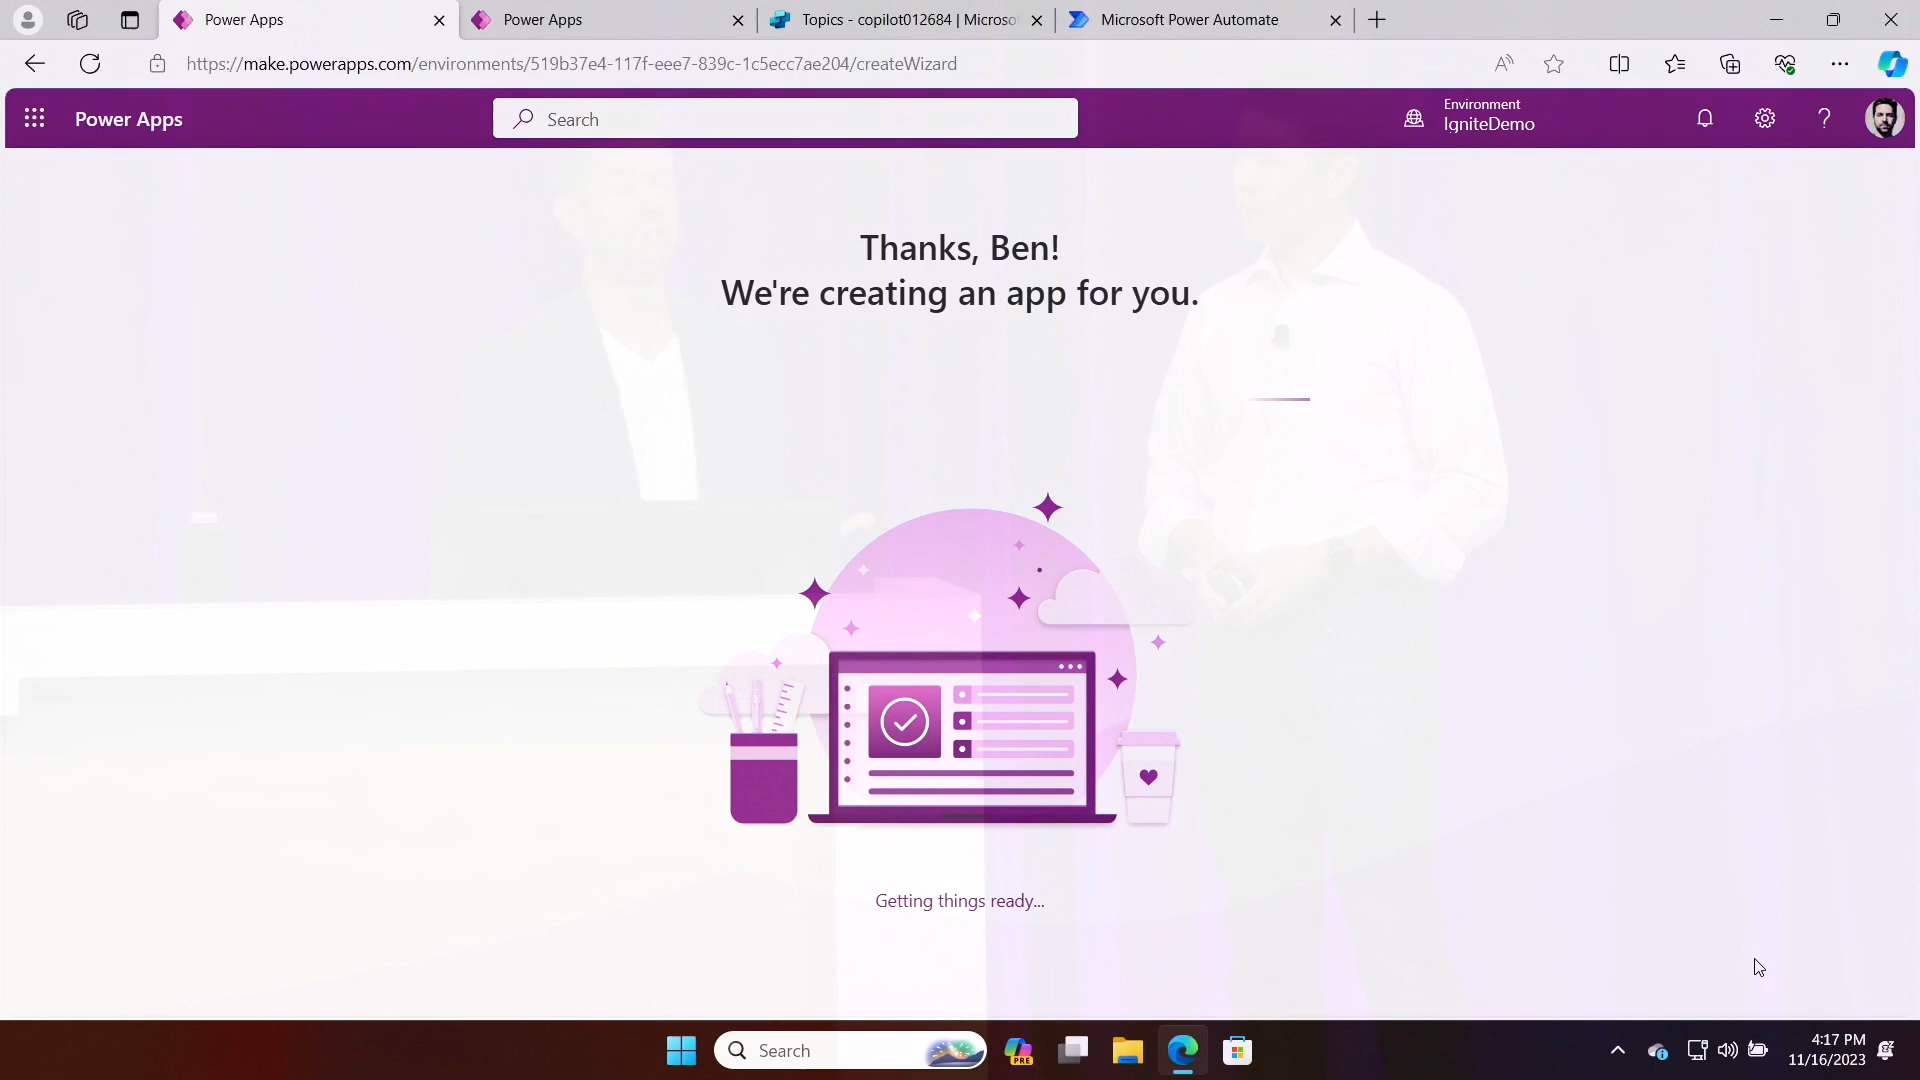 Power Apps
Power Apps
Topics - copilot012684 | Microso
Microsoft Power Automate
https://make.powerapps.com/environments/519b37e4-117f-eee7-839c-1c5ecc7ae204/createWizard
Power Apps
Search
Environment
IgniteDemo
Thanks, Ben!
We're creating an app for you.
Getting things ready...
Search
PRE
4:17 PM
11/16/2023